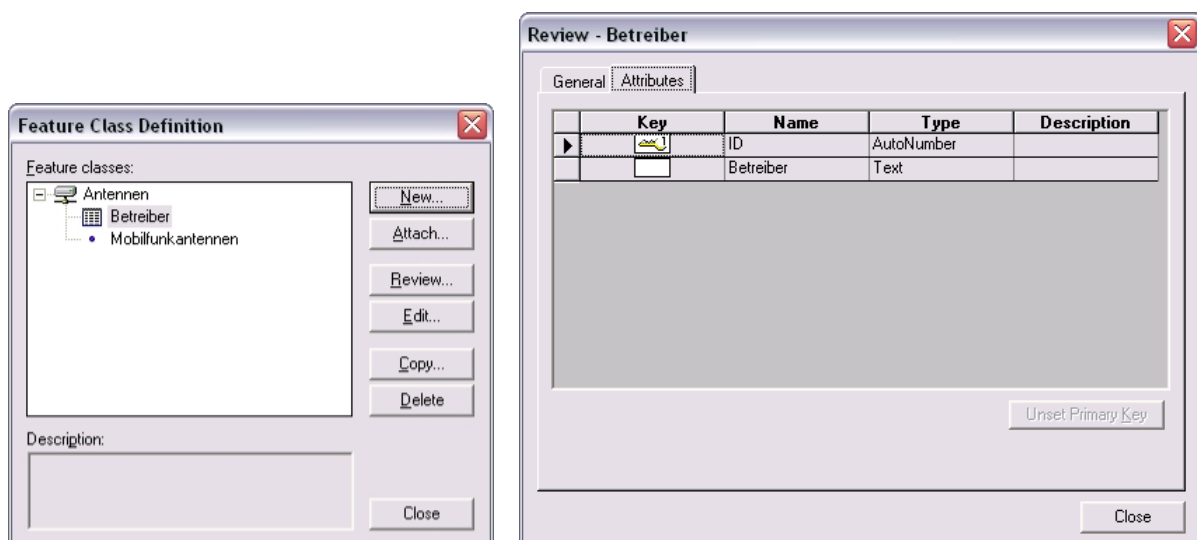 Feature Class Definition
Feature classes:
Antennen
Betreiber
Mobilfunkantennen
New...
Attach...
Review...
Edit...
Copy...
Delete
Description:
Close
Review - Betreiber
General Attributes
Key Name Type Description
1 ID AutoNumber
Betreiber Text
Unset Primary Key
Close